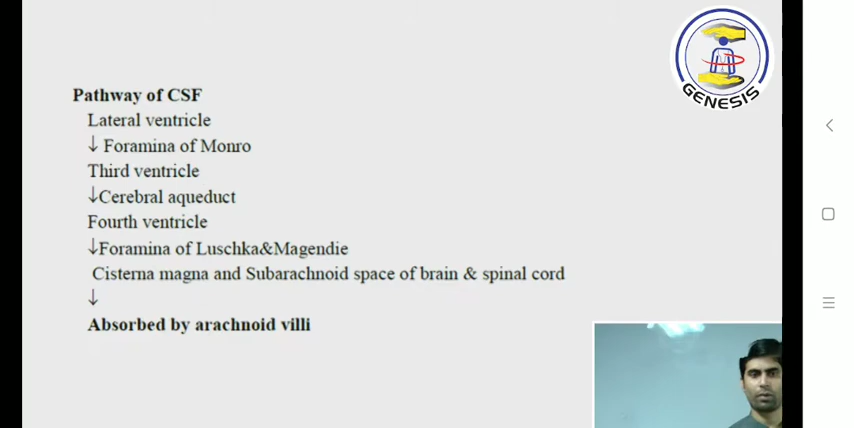 GENESIS
Pathway of CSF
Lateral ventricle
↓ Foramina of Monro
Third ventricle
↓Cerebral aqueduct
Fourth ventricle
↓Foramina of Luschka&Magendie
Cisterna magna and Subarachnoid space of brain & spinal cord
↓
Absorbed by arachnoid villi